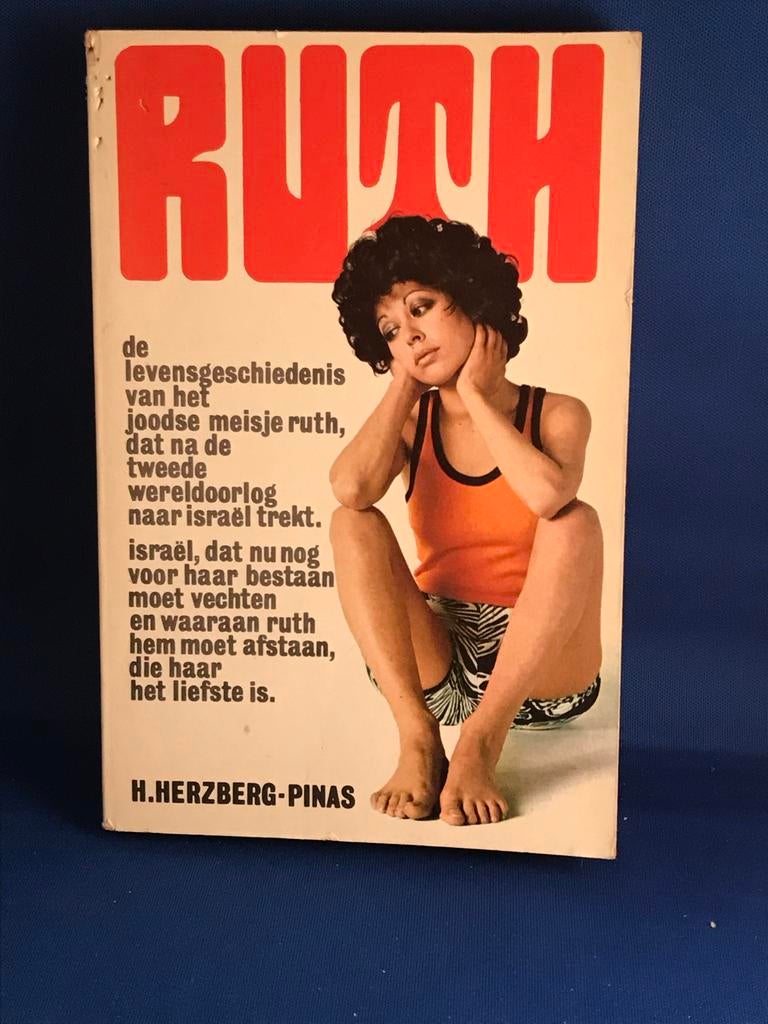 RUTH
de
levensgeschiedenis
van het
joodse meisje ruth,
dat na de
tweede
wereldoorlog
naar israël trekt.
israël, dat nu nog
voor haar bestaan
moet vechten
en waaraan ruth
hem moet afstaan,
die haar
het liefste is.
H.HERZBERG-PINAS